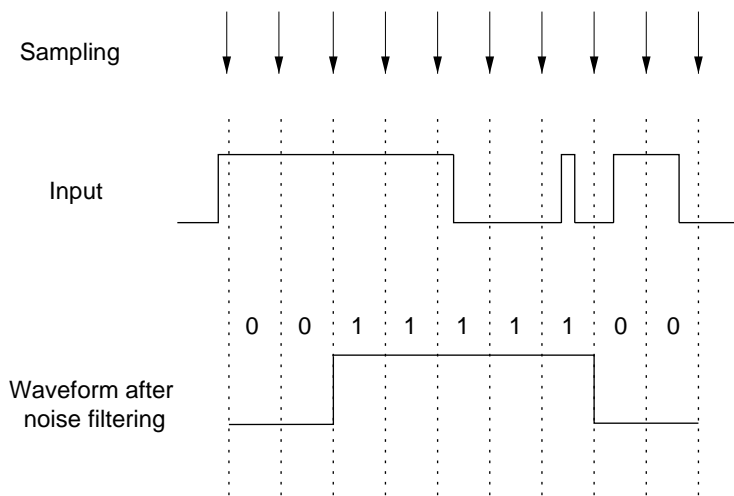 Sampling
Input
0 0 1 1 1 1 1 0 0
Waveform after
noise filtering